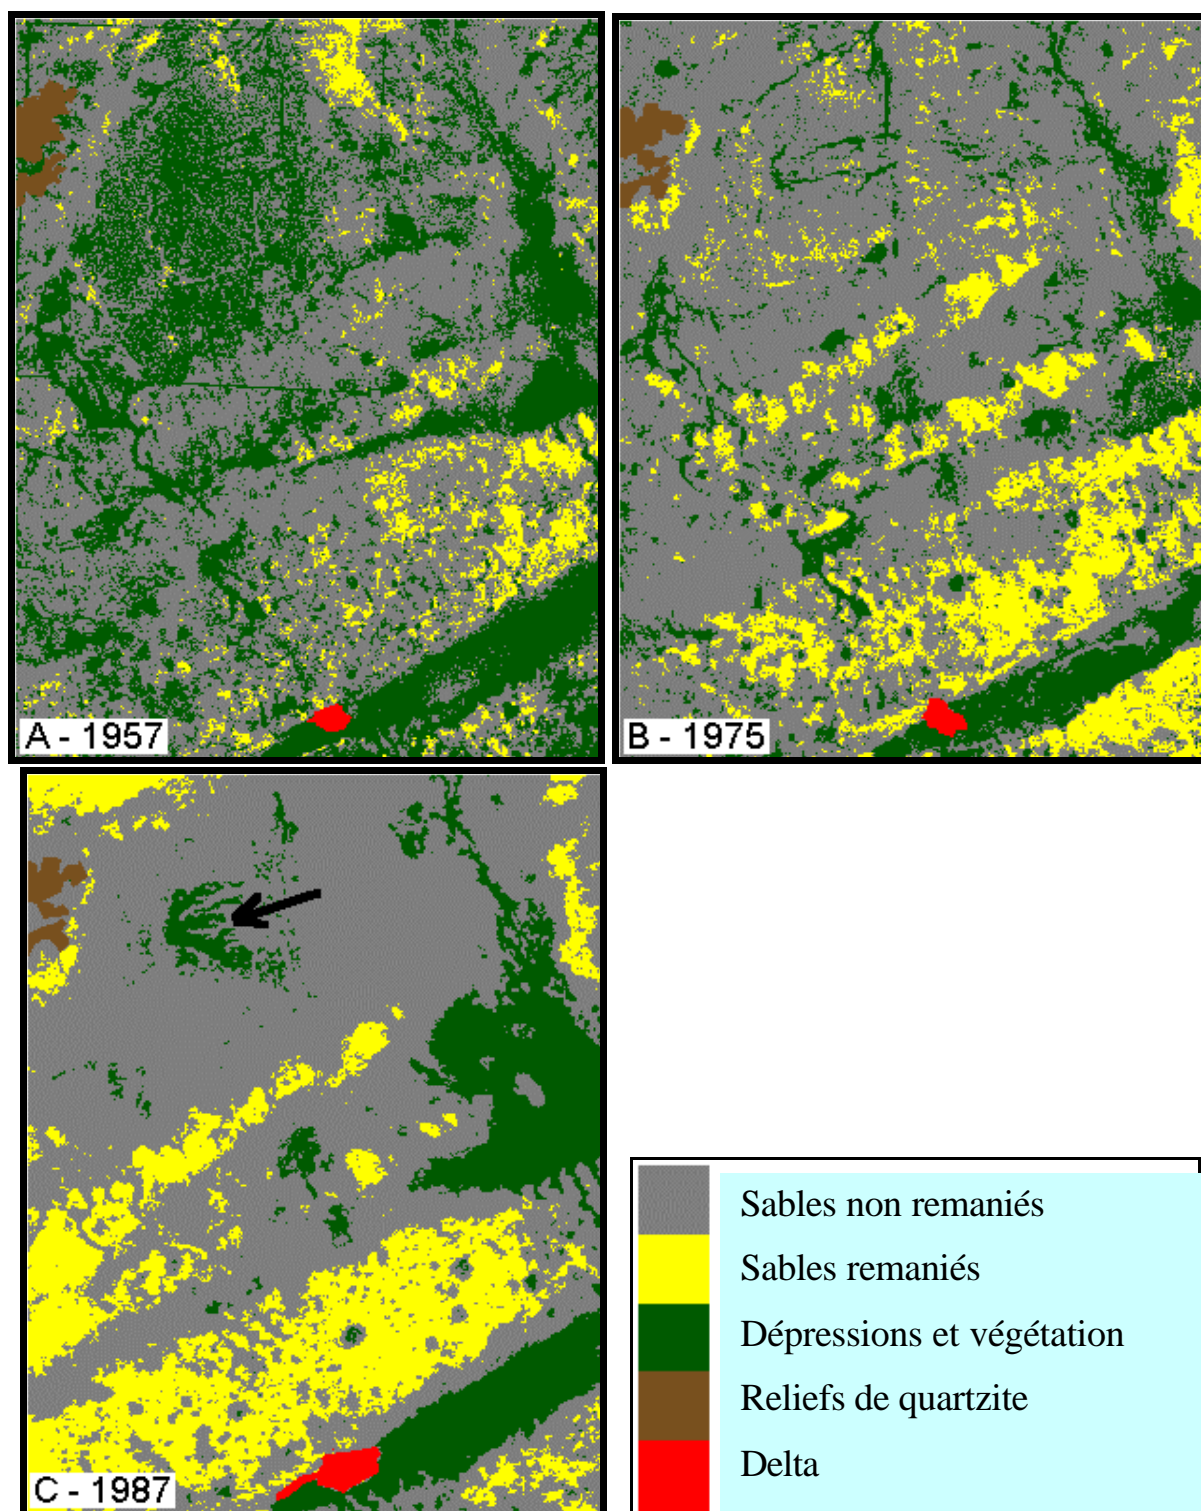 A - 1957
B - 1975
C - 1987
Sables non remaniés
Sables remaniés
Dépressions et végétation
Reliefs de quartzite
Delta